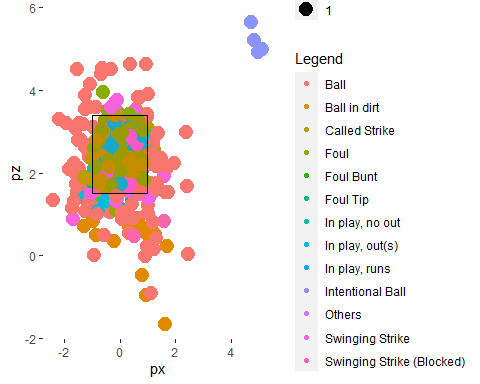 1
Legend
Ball
Ball in dirt
Called Strike
Foul
Foul Bunt
Foul Tip
In play, no out
In play, out(s)
In play, runs
Intentional Ball
Others
Swinging Strike
Swinging Strike (Blocked)
pz
6
4
2
0
-2
-2 0 2 4
px